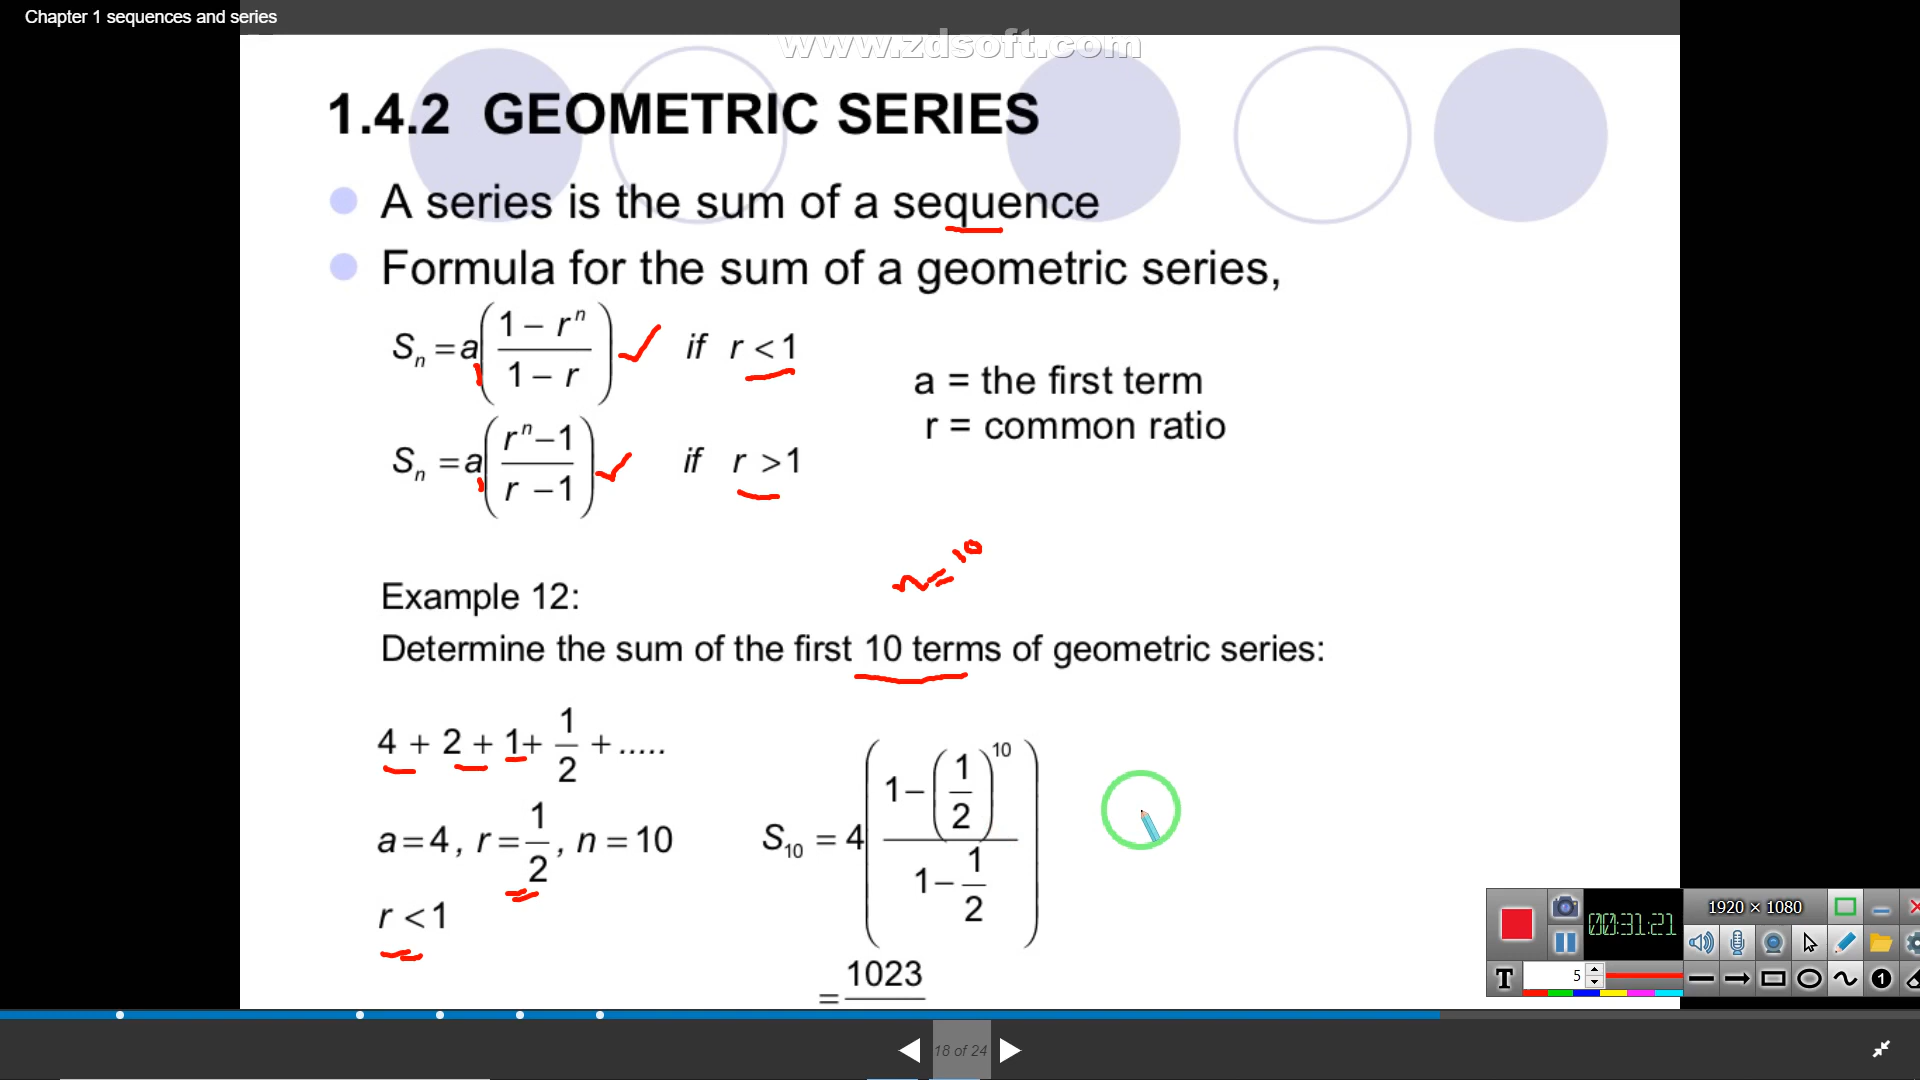 Chapter 1 sequences and series
www.zdsoft.com
1.4.2 GEOMETRIC SERIES
A series is the sum of a sequence
Formula for the sum of a geometric series,
Sₙ = a((1 − rⁿ)/(1 − r)) if r < 1
a = the first term
r = common ratio
Sₙ = a((rⁿ − 1)/(r − 1)) if r > 1
n = 10
Example 12:
Determine the sum of the first 10 terms of geometric series:
4 + 2 + 1 + 1/2 + .....
a = 4, r = 1/2, n = 10
r < 1
S₁₀ = 4((1 − (1/2)¹⁰)/(1 − 1/2))
= 1023
1920 × 1080
00:31:21
T 5
1
18 of 24